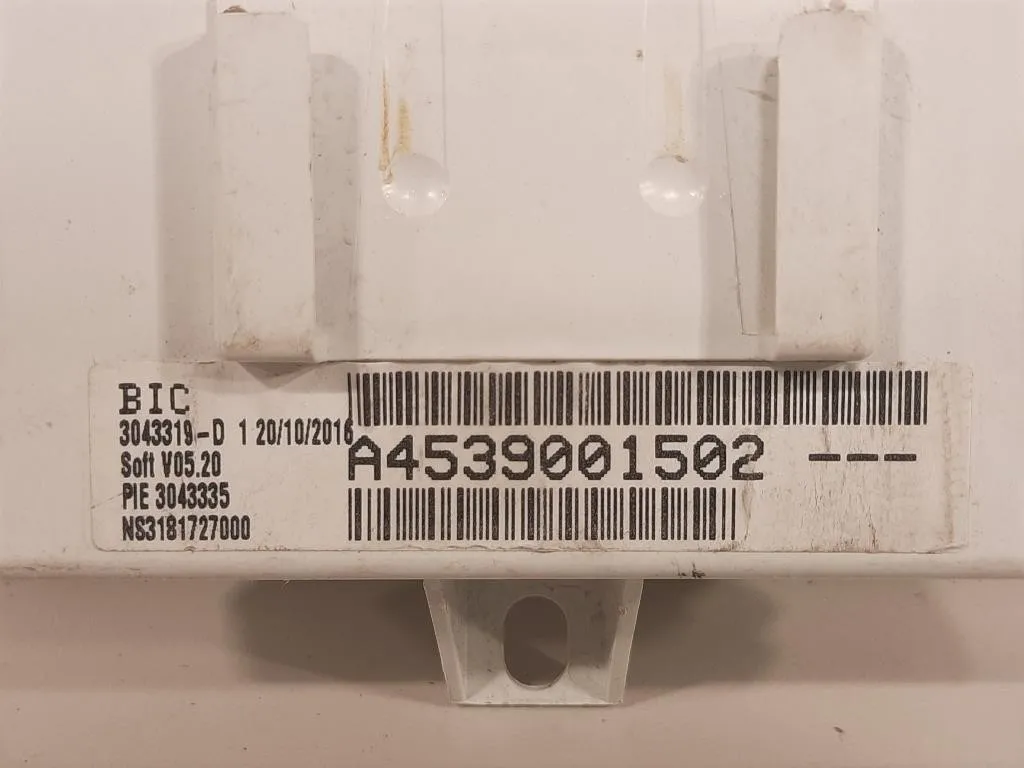 BIC
3043319-D 1 20/10/2016
Soft V05.20
PIE 3043335
NS3181727000
A4539001502 ---